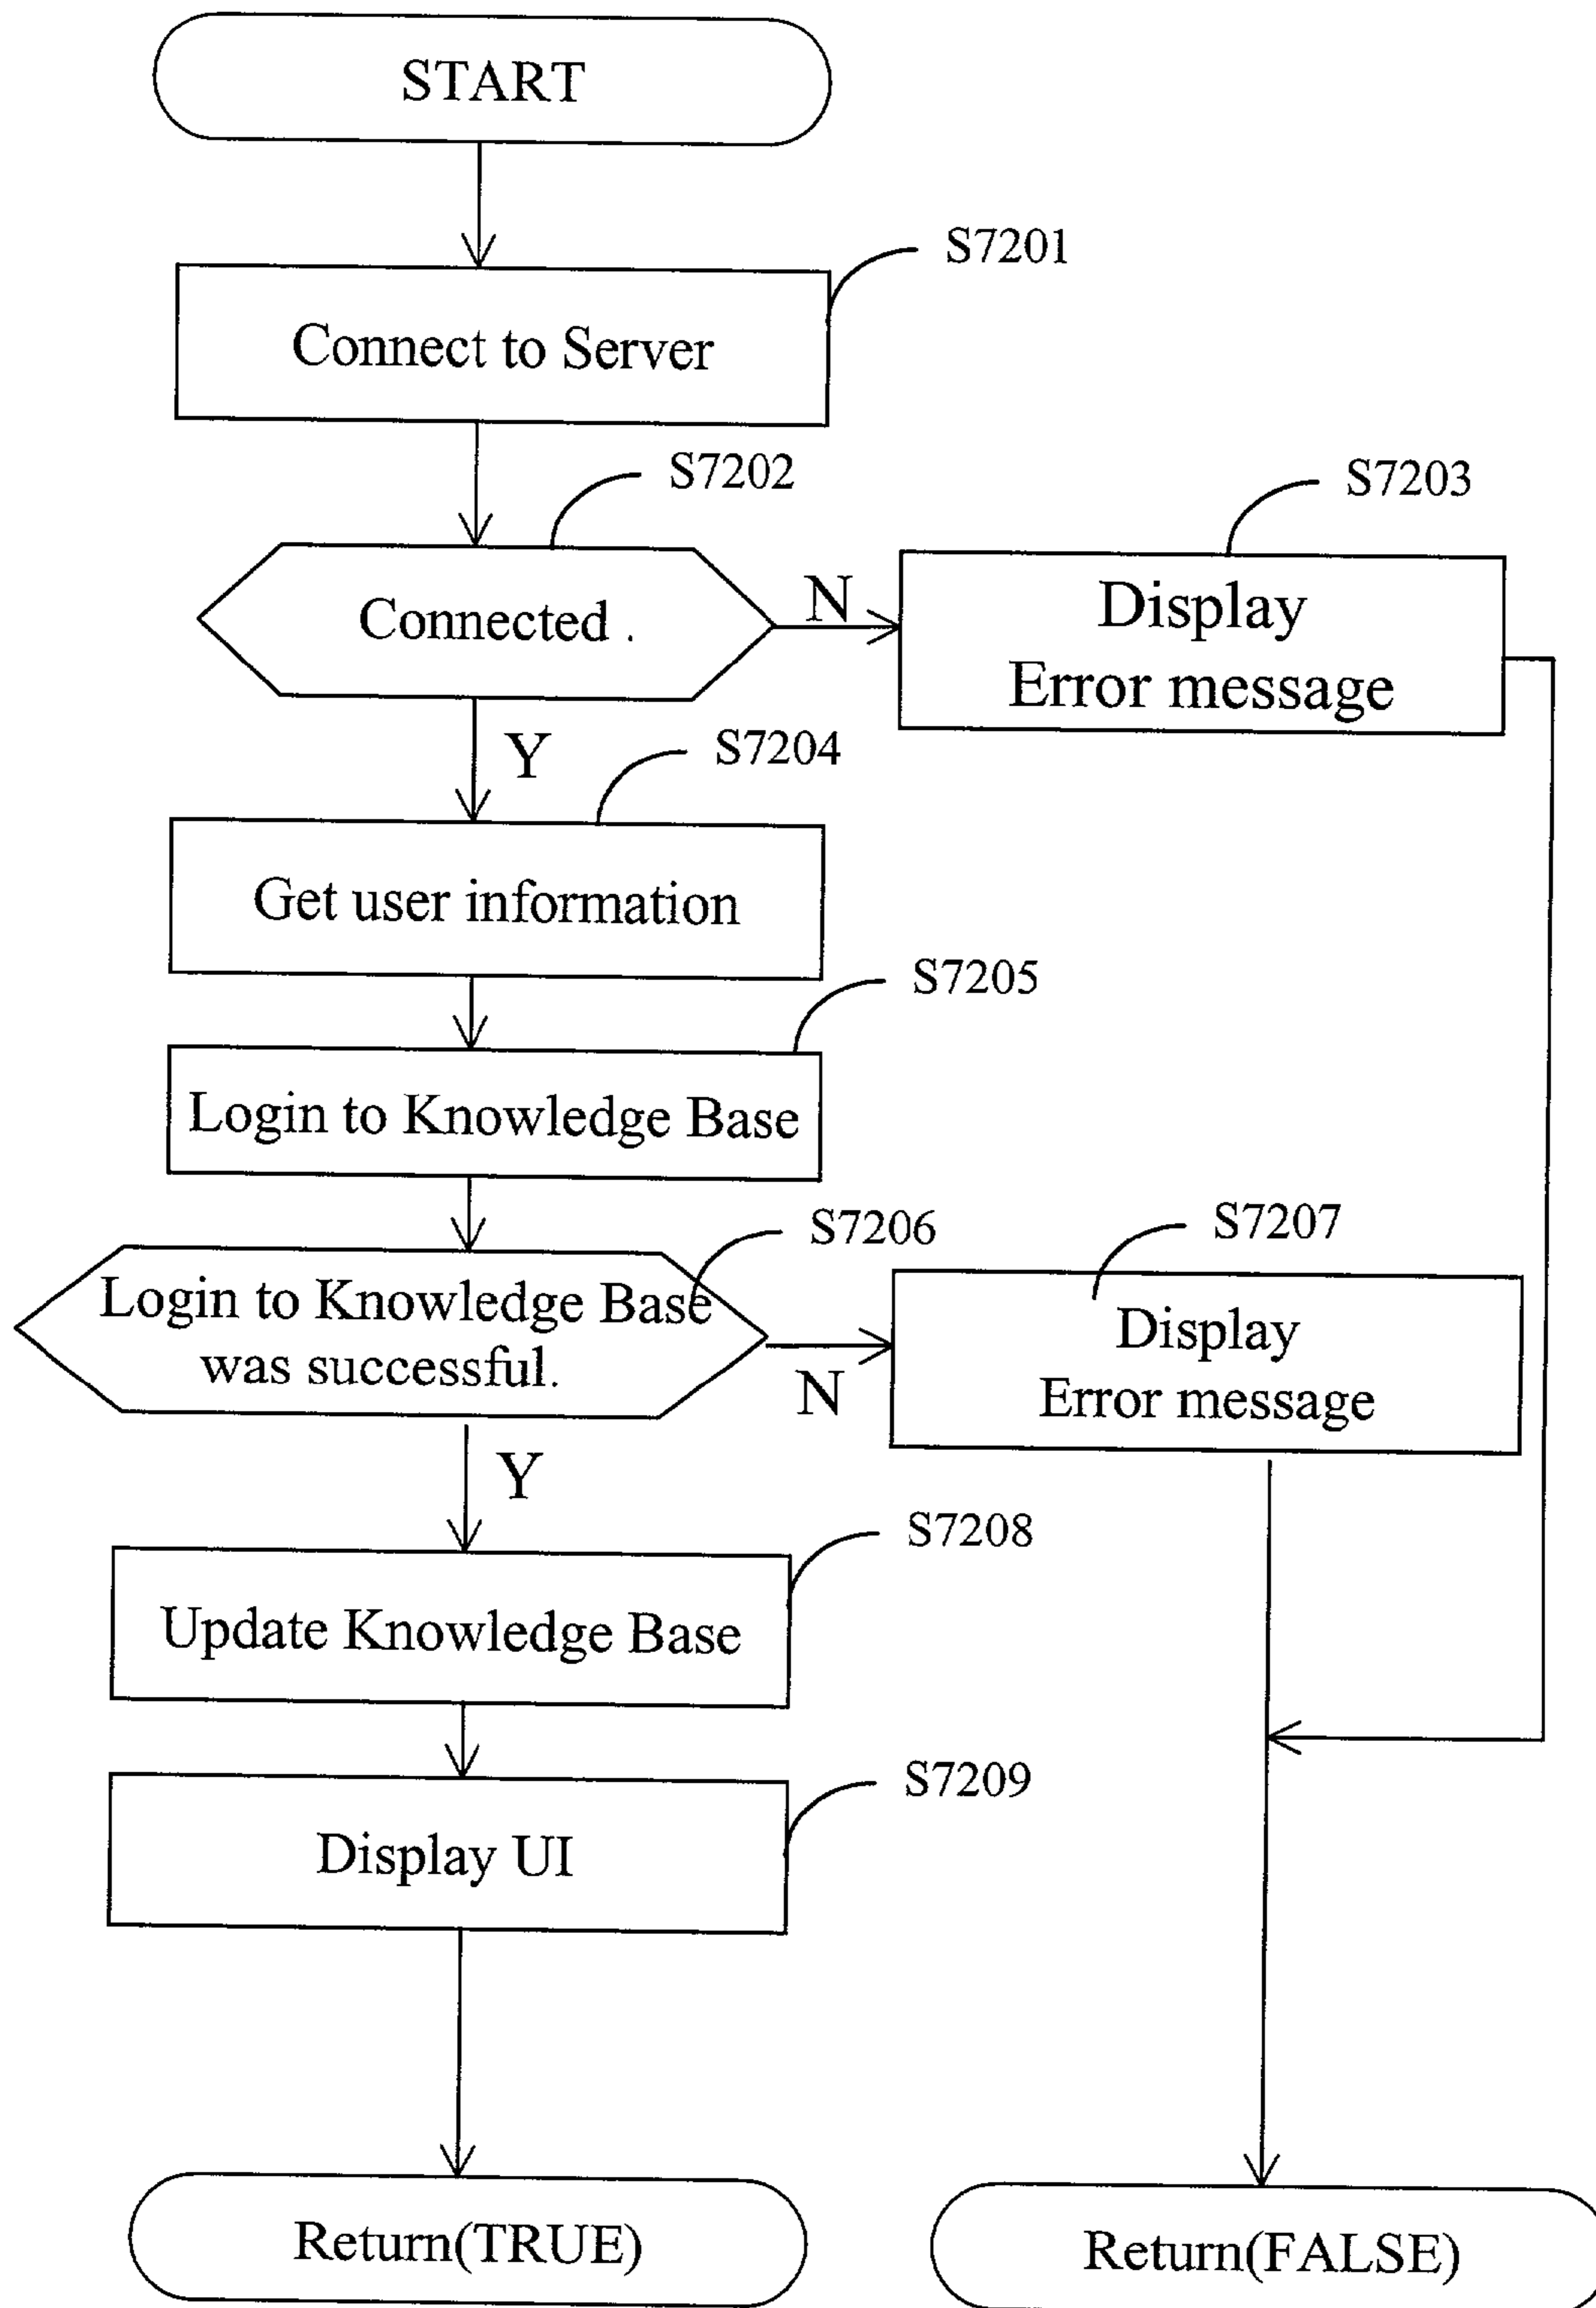 START
S7201
Connect to Server
S7202
S7203
Connected .
N
Display
Error message
Y
S7204
Get user information
S7205
Login to Knowledge Base
S7206
S7207
Login to Knowledge Base
was successful.
N
Display
Error message
Y
S7208
Update Knowledge Base
S7209
Display UI
Return(TRUE)
Return(FALSE)